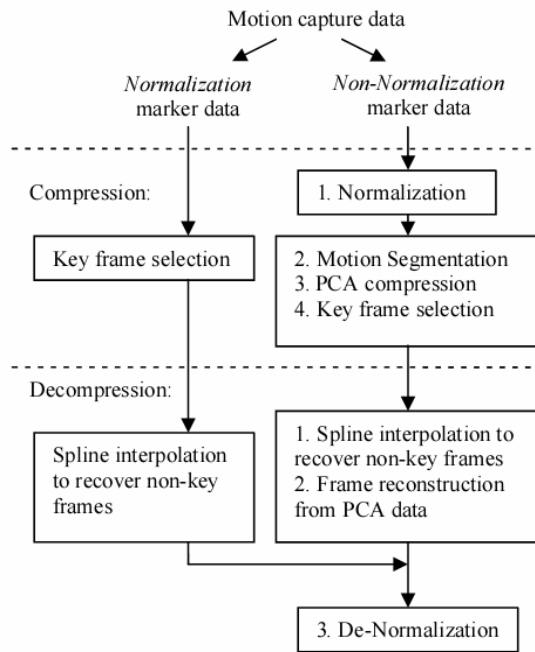 Motion capture data
Normalization
marker data
Non-Normalization
marker data
Compression:
1. Normalization
Key frame selection
2. Motion Segmentation
3. PCA compression
4. Key frame selection
Decompression:
Spline interpolation
to recover non-key
frames
1. Spline interpolation to
recover non-key frames
2. Frame reconstruction
from PCA data
3. De-Normalization